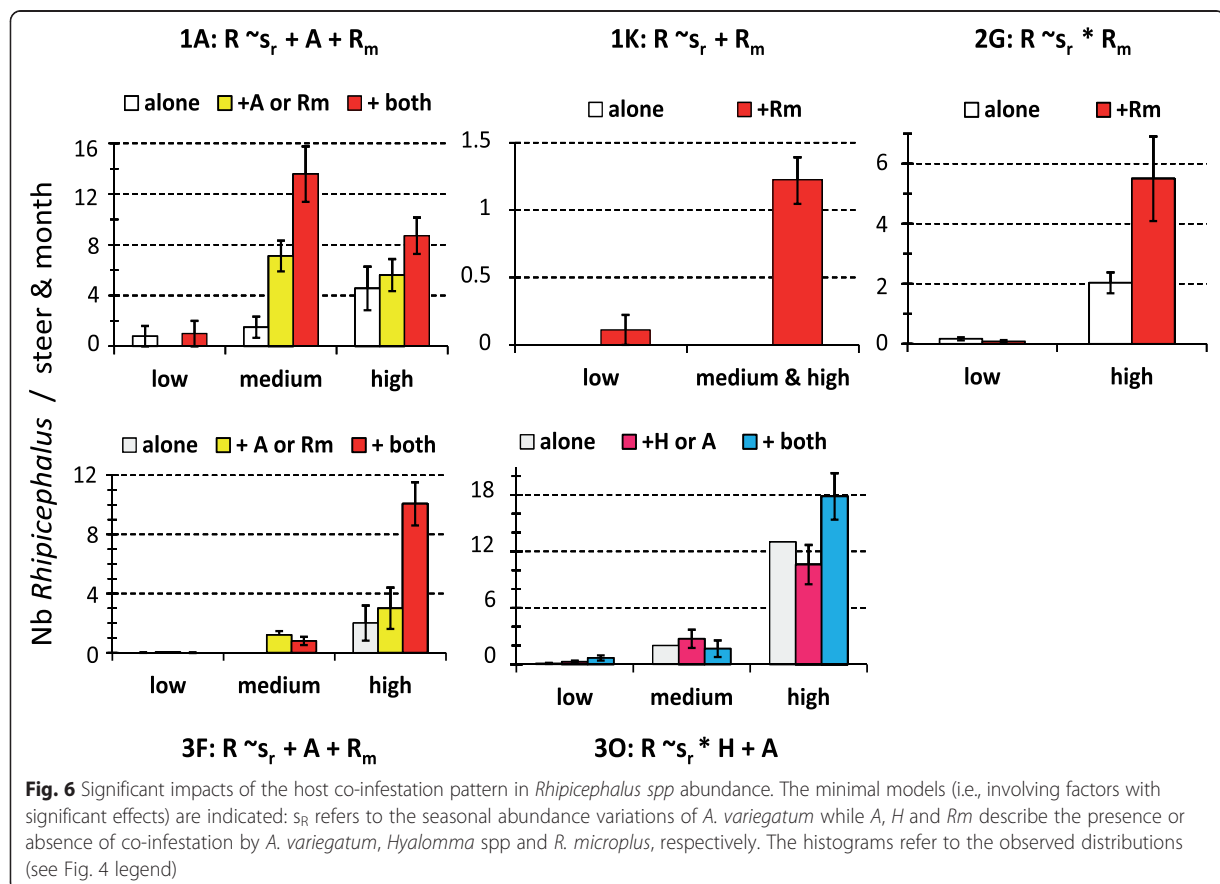 1A: R ~sr + A + Rm
1K: R ~sr + Rm
2G: R ~sr * Rm
alone +A or Rm + both
alone +Rm
alone +Rm
Nb Rhipicephalus / steer & month
16
12
8
4
0
low medium high
1.5
1
0.5
0
low medium & high
6
4
2
0
low high
alone + A or Rm + both
alone +H or A + both
12
8
4
0
low medium high
18
12
6
0
low medium high
3F: R ~sr + A + Rm
3O: R ~sr * H + A
Fig. 6 Significant impacts of the host co-infestation pattern in Rhipicephalus spp abundance. The minimal models (i.e., involving factors with
significant effects) are indicated: sR refers to the seasonal abundance variations of A. variegatum while A, H and Rm describe the presence or
absence of co-infestation by A. variegatum, Hyalomma spp and R. microplus, respectively. The histograms refer to the observed distributions
(see Fig. 4 legend)